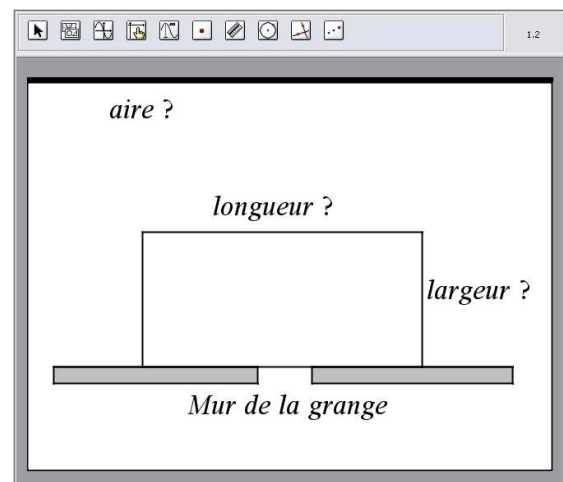 1.2
aire ?
longueur ?
largeur ?
Mur de la grange